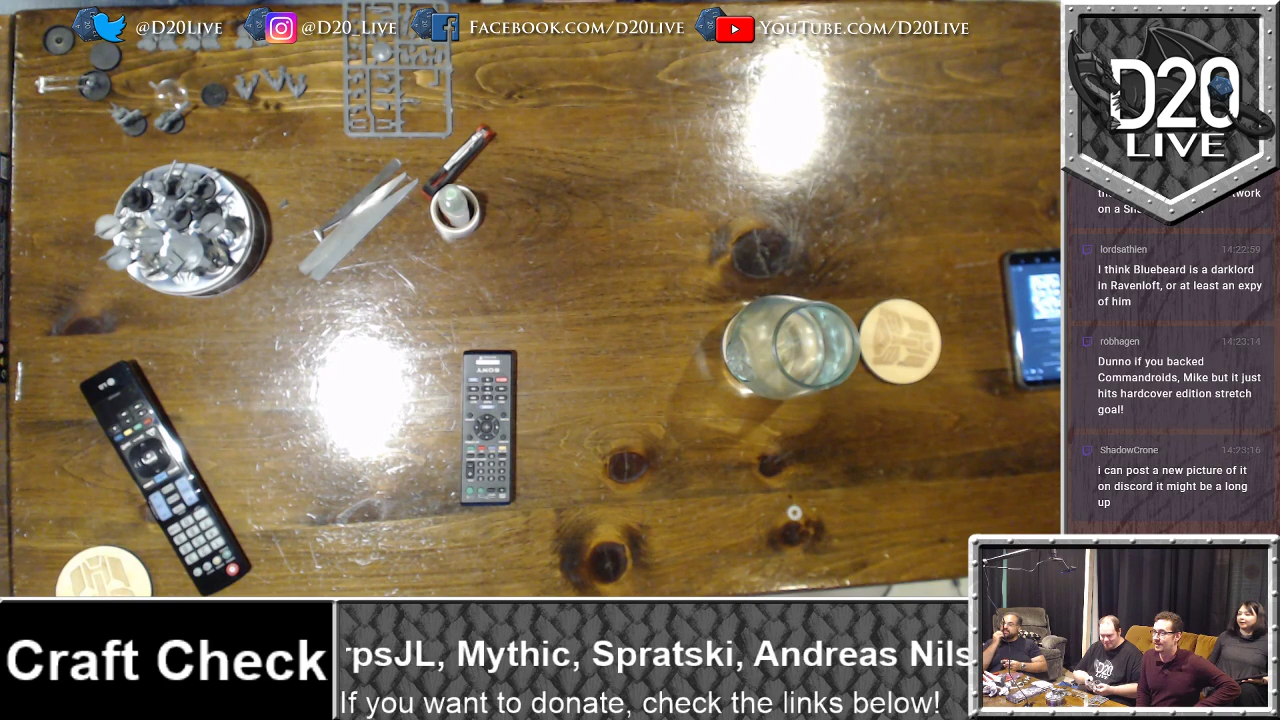 @D20Live
@D20_Live
Facebook.com/d20live
YouTube.com/D20Live
D20
LIVE
on a
lordsathien 14:22:59
I think Bluebeard is a darklord
in Ravenloft, or at least an expy
of him
robhagen 14:23:14
Dunno if you backed
Commandroids, Mike but it just
hits hardcover edition stretch
goal!
ShadowCrone 14:23:16
i can post a new picture of it
on discord it might be a long
up
SONY
LG
Craft Check
rpsJL, Mythic, Spratski, Andreas Nils
If you want to donate, check the links below!
D20